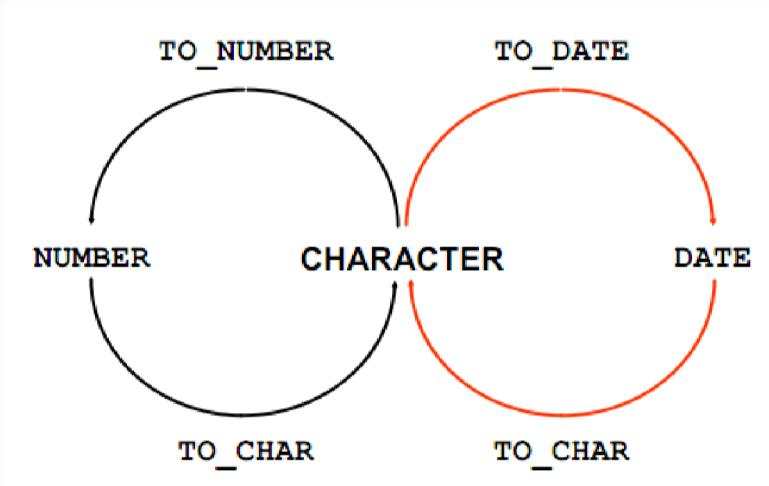 TO_NUMBER TO_DATE
NUMBER CHARACTER DATE
TO_CHAR TO_CHAR